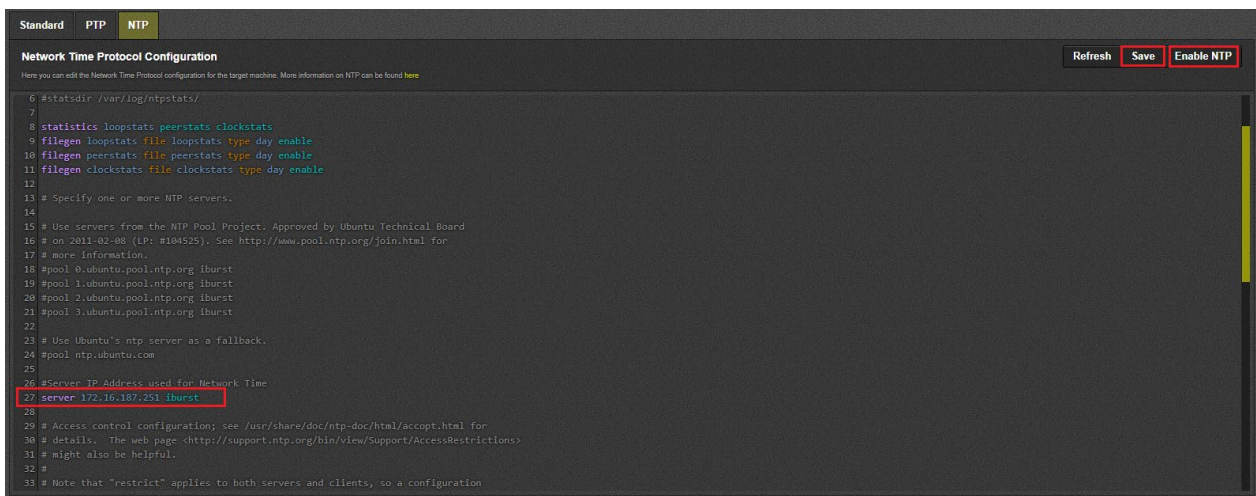 Standard PTP NTP
Network Time Protocol Configuration
Refresh Save Enable NTP
Here you can edit the Network Time Protocol configuration for the target machine. More information on NTP can be found here
6 #statsdir /var/log/ntpstats/
7
8 statistics loopstats peerstats clockstats
9 filegen loopstats file loopstats type day enable
10 filegen peerstats file peerstats type day enable
11 filegen clockstats file clockstats type day enable
12
13 # Specify one or more NTP servers.
14
15 # Use servers from the NTP Pool Project. Approved by Ubuntu Technical Board
16 # on 2011-02-08 (LP: #104525). See http://www.pool.ntp.org/join.html for
17 # more information.
18 #pool 0.ubuntu.pool.ntp.org iburst
19 #pool 1.ubuntu.pool.ntp.org iburst
20 #pool 2.ubuntu.pool.ntp.org iburst
21 #pool 3.ubuntu.pool.ntp.org iburst
22
23 # Use Ubuntu's ntp server as a fallback.
24 #pool ntp.ubuntu.com
25
26 #Server IP Address used for Network Time
27 server 172.16.187.251 iburst
28
29 # Access control configuration; see /usr/share/doc/ntp-doc/html/accopt.html for
30 # details.  The web page <http://support.ntp.org/bin/view/Support/AccessRestrictions>
31 # might also be helpful.
32 #
33 # Note that "restrict" applies to both servers and clients, so a configuration